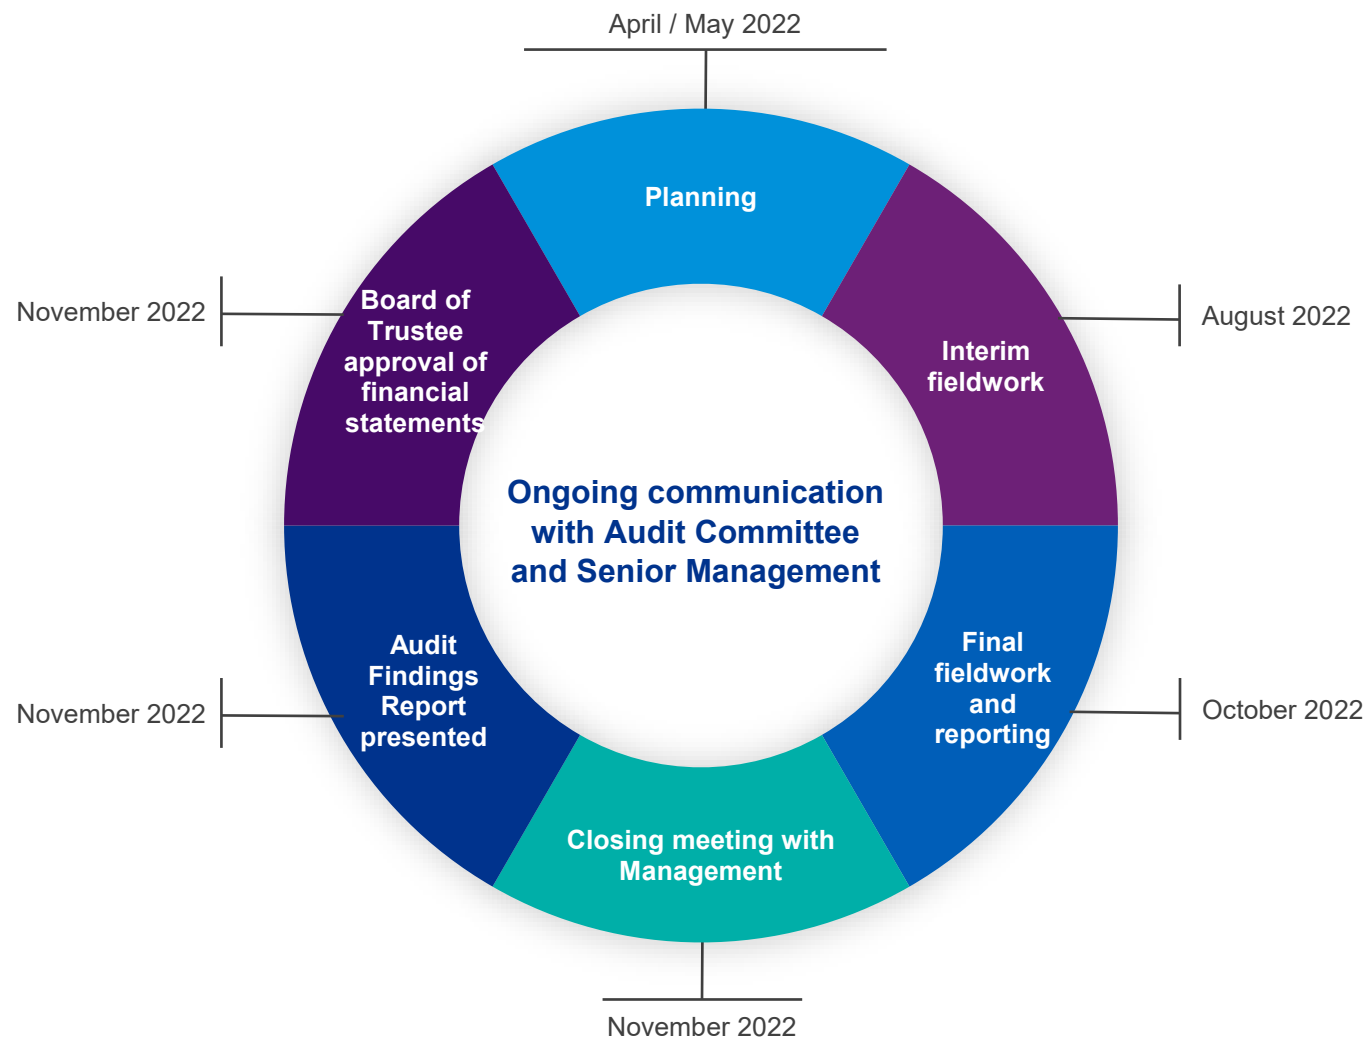 April / May 2022
Planning
August 2022
Interim
fieldwork
October 2022
Final
fieldwork
and
reporting
Closing meeting with
Management
November 2022
Audit
Findings
Report
presented
November 2022
Board of
Trustee
approval of
financial
statements
November 2022
Ongoing communication
with Audit Committee
and Senior Management